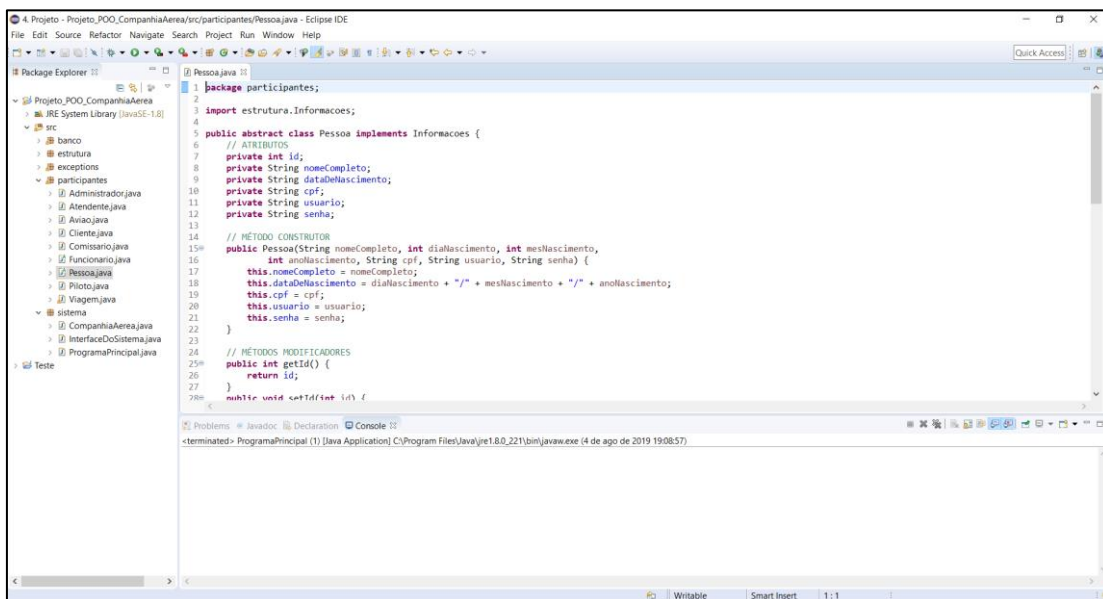 4. Projeto - Projeto_POO_CompanhiaAerea/src/participantes/Pessoa.java - Eclipse IDE
File Edit Source Refactor Navigate Search Project Run Window Help
Quick Access
Package Explorer
Projeto_POO_CompanhiaAerea
JRE System Library [JavaSE-1.8]
src
banco
estrutura
exceptions
participantes
Administrador.java
Atendente.java
Aviao.java
Cliente.java
Comissario.java
Funcionario.java
Pessoa.java
Piloto.java
Viagem.java
sistema
CompanhiaAerea.java
InterfaceDoSistema.java
ProgramaPrincipal.java
Teste
Pessoa.java
1 package participantes;
2
3 import estrutura.Informacoes;
4
5 public abstract class Pessoa implements Informacoes {
6 // ATRIBUTOS
7 private int id;
8 private String nomeCompleto;
9 private String dataDeNascimento;
10 private String cpf;
11 private String usuario;
12 private String senha;
13
14 // MÉTODO CONSTRUTOR
15 public Pessoa(String nomeCompleto, int diaNascimento, int mesNascimento,
16 int anoNascimento, String cpf, String usuario, String senha) {
17 this.nomeCompleto = nomeCompleto;
18 this.dataDeNascimento = diaNascimento + "/" + mesNascimento + "/" + anoNascimento;
19 this.cpf = cpf;
20 this.usuario = usuario;
21 this.senha = senha;
22 }
23
24 // MÉTODOS MODIFICADORES
25 public int getId() {
26 return id;
27 }
28 public void setId(int id) {
Problems Javadoc Declaration Console
<terminated> ProgramaPrincipal (1) [Java Application] C:\Program Files\Java\jre1.8.0_221\bin\javaw.exe (4 de ago de 2019 19:08:57)
Writable Smart Insert 1 : 1